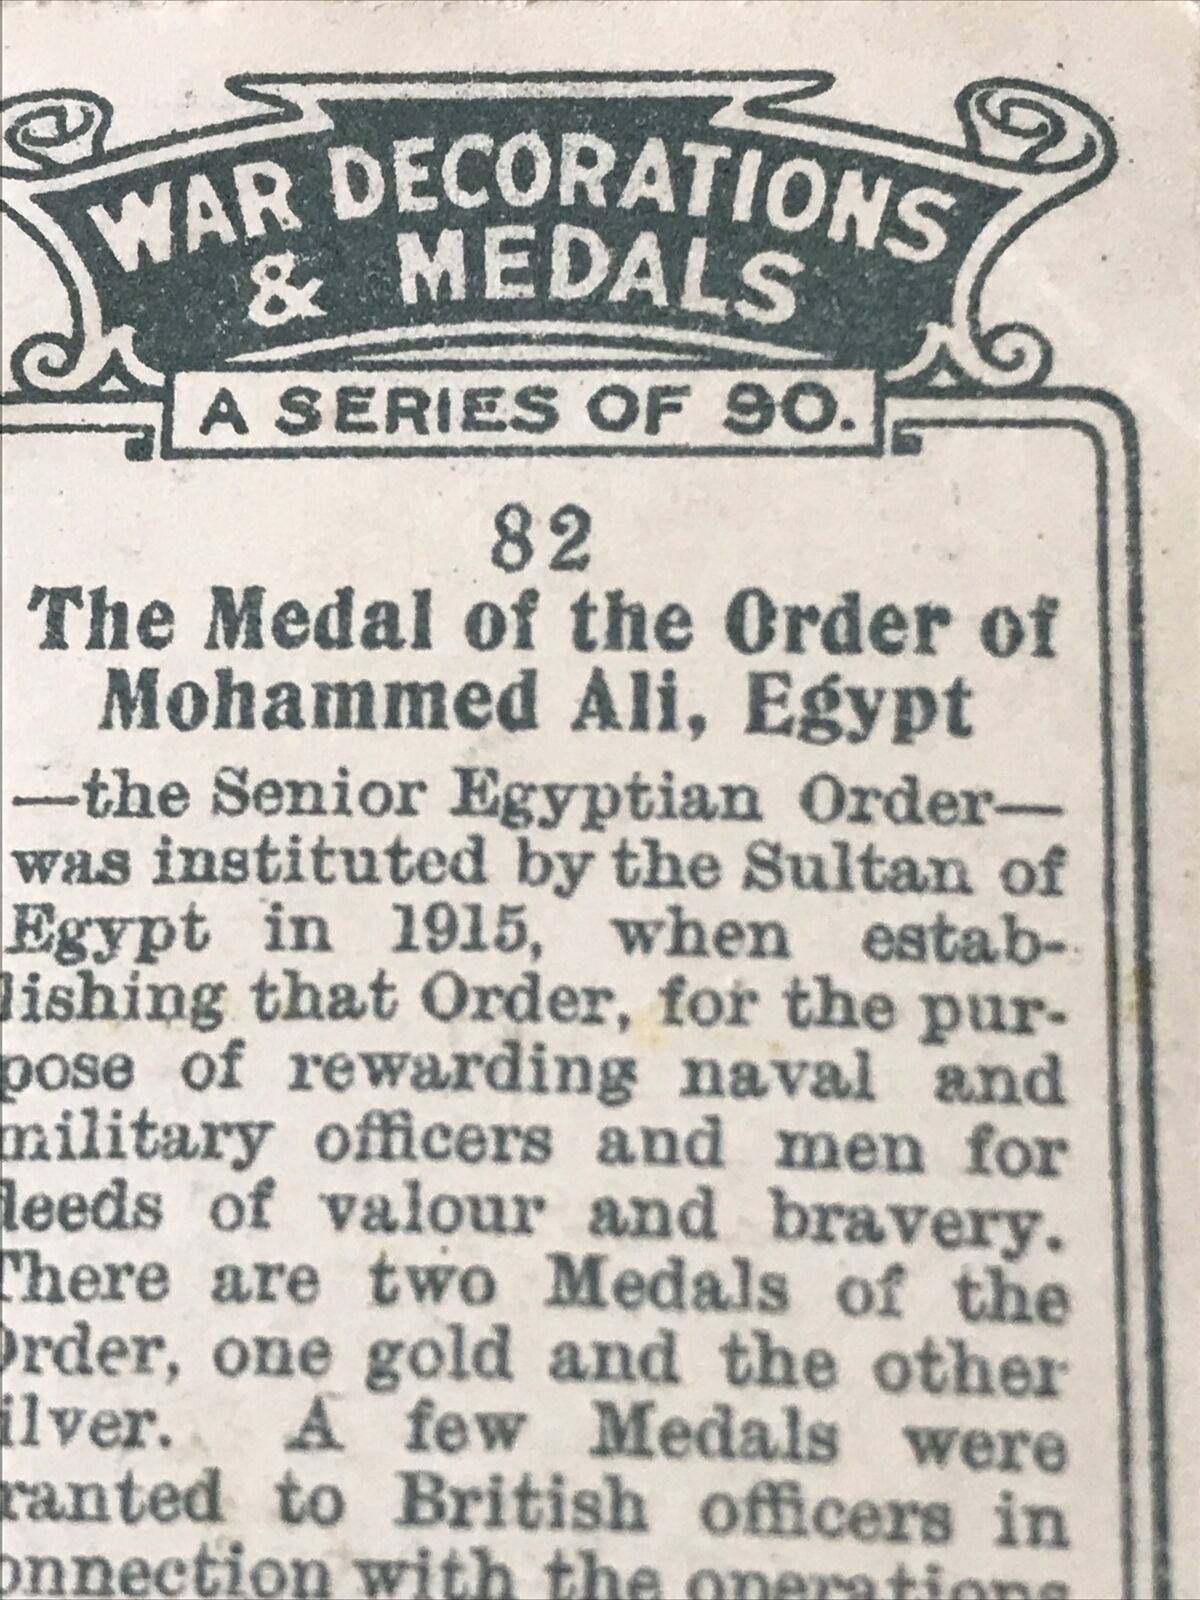 WAR DECORATIONS
& MEDALS
A SERIES OF 90.
82
The Medal of the Order of
Mohammed Ali, Egypt
—the Senior Egyptian Order—
was instituted by the Sultan of
Egypt in 1915, when estab-
lishing that Order, for the pur-
pose of rewarding naval and
military officers and men for
deeds of valour and bravery.
There are two Medals of the
Order, one gold and the other
silver. A few Medals were
granted to British officers in
connection with the operations